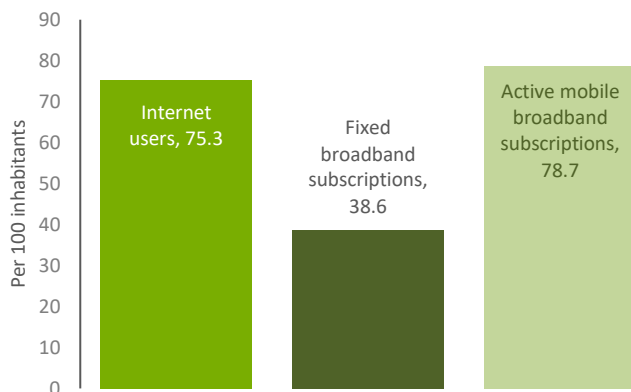 90
80
70
60
50
40
30
20
10
0
Per 100 inhabitants
Internet
users, 75.3
Fixed
broadband
subscriptions,
38.6
Active mobile
broadband
subscriptions,
78.7